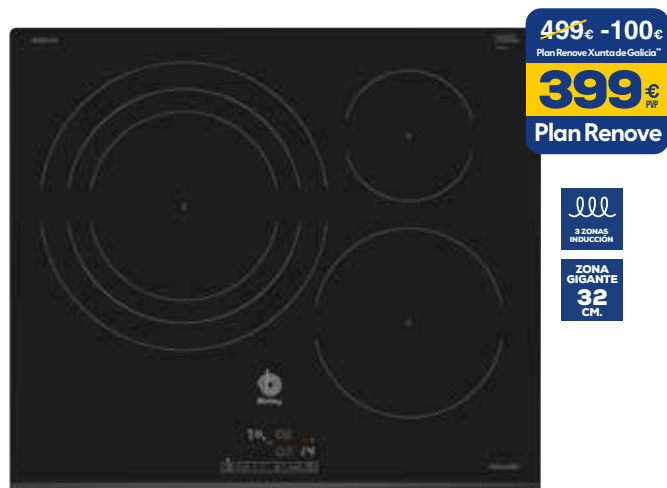 499€ -100€
Plan Renove Xunta de Galicia**
399€
PVP
Plan Renove
3 ZONAS
INDUCCIÓN
ZONA
GIGANTE
32
CM.